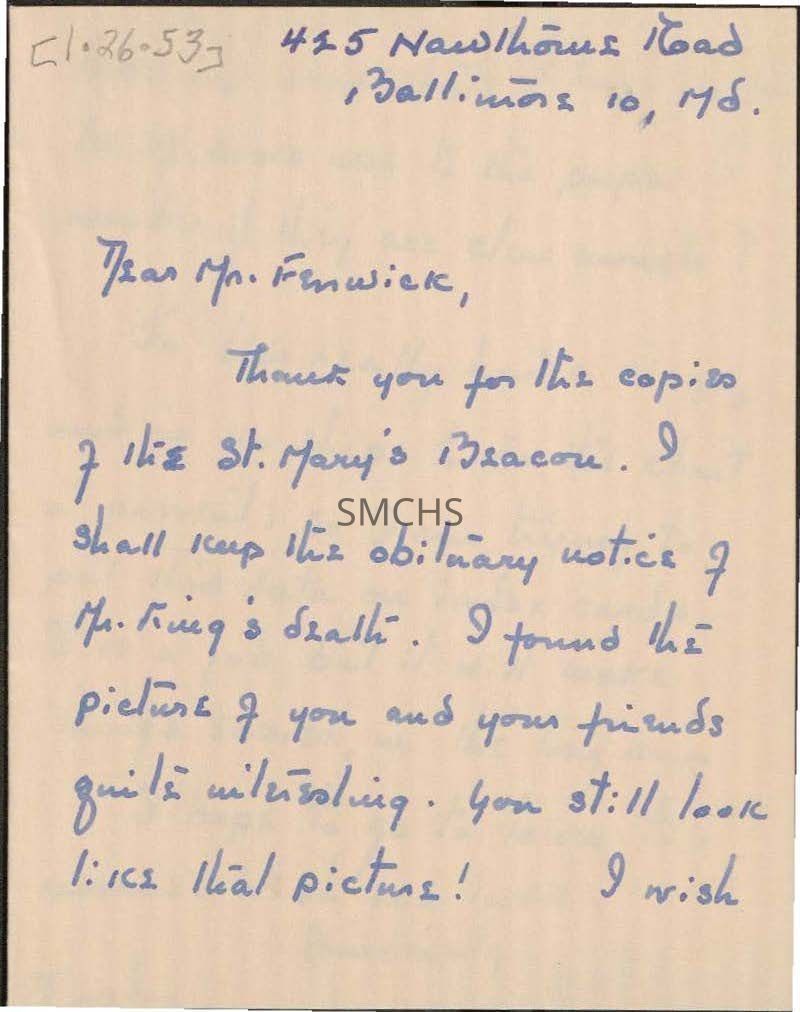 [1.26.53]
425 Hawthorne Road
Baltimore 10, Md.
Dear Mr. Fenwick,
Thank you for the copies
of the St. Mary's Beacon. I
SMCHS
shall keep the obituary notice of
Mr. King's death. I found the
picture of you and your friends
quite interesting. You still look
like that picture! I wish